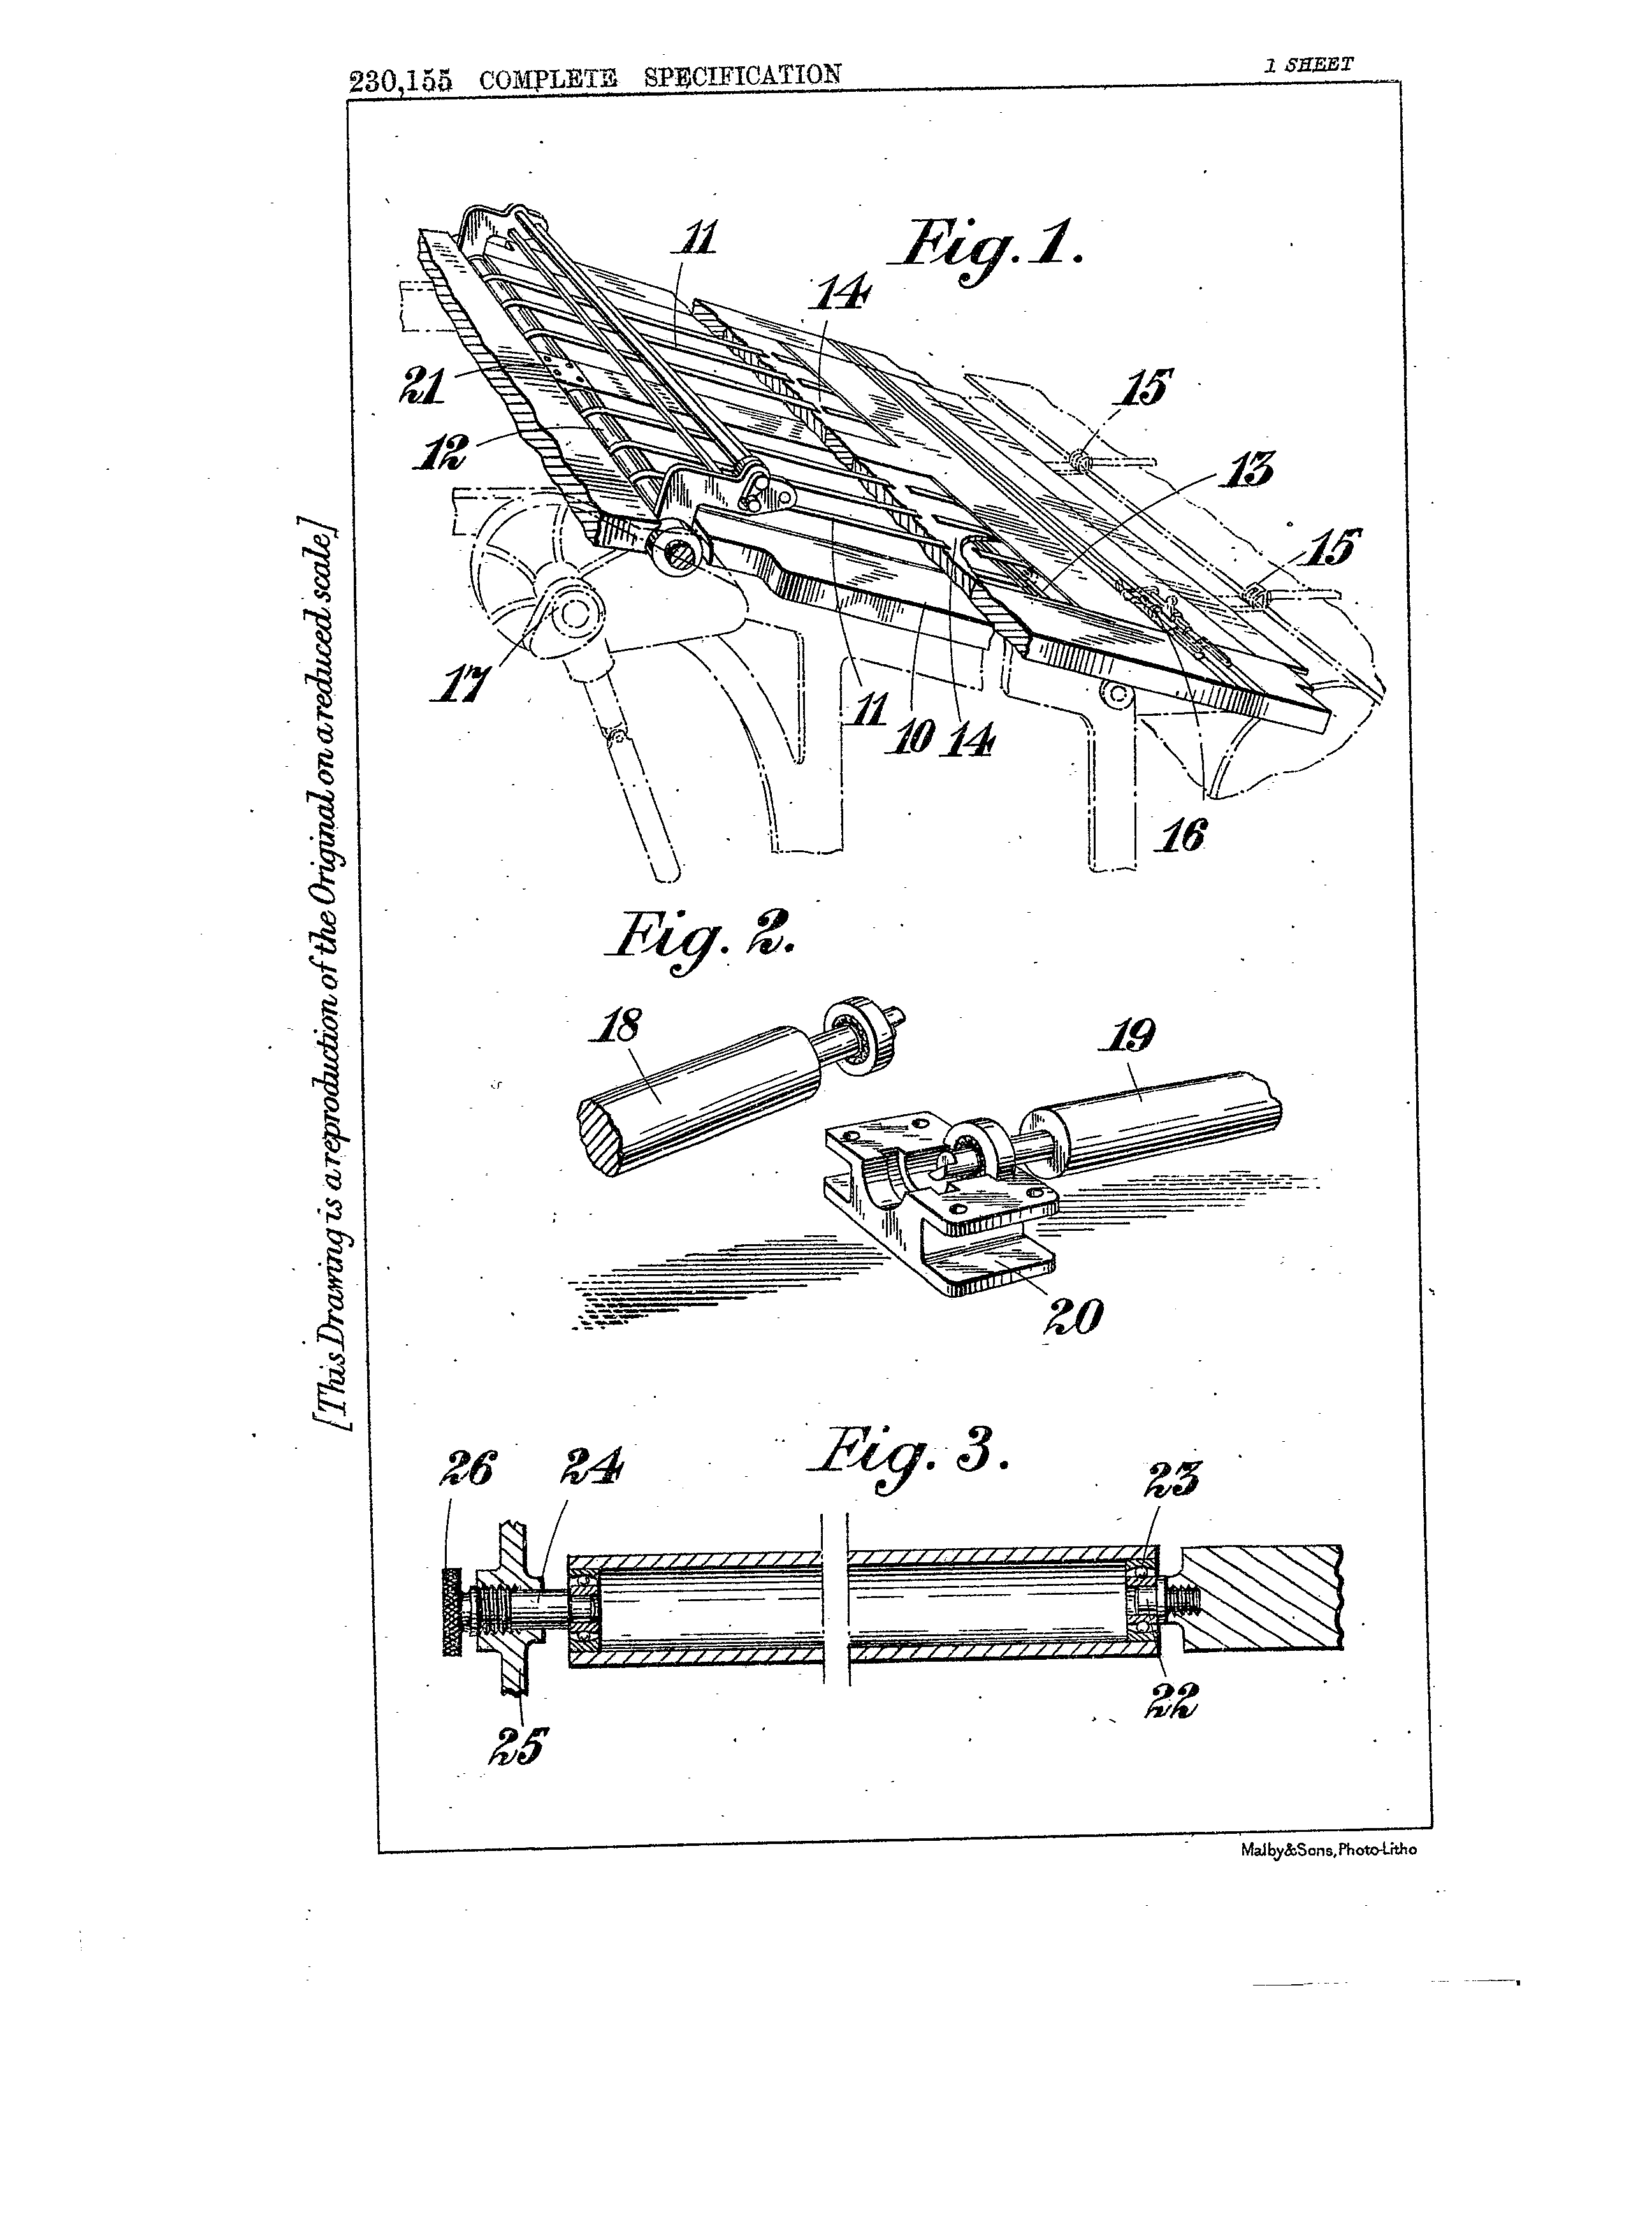 230,155 COMPLETE SPECIFICATION
1 SHEET
[This Drawing is a reproduction of the Original on a reduced scale]
Fig. 1.
11
14
21
12
15
13
15
17
11
10
14
16
Fig. 2.
18
19
20
Fig. 3.
26
24
23
25
22
Malby&Sons, Photo-Litho